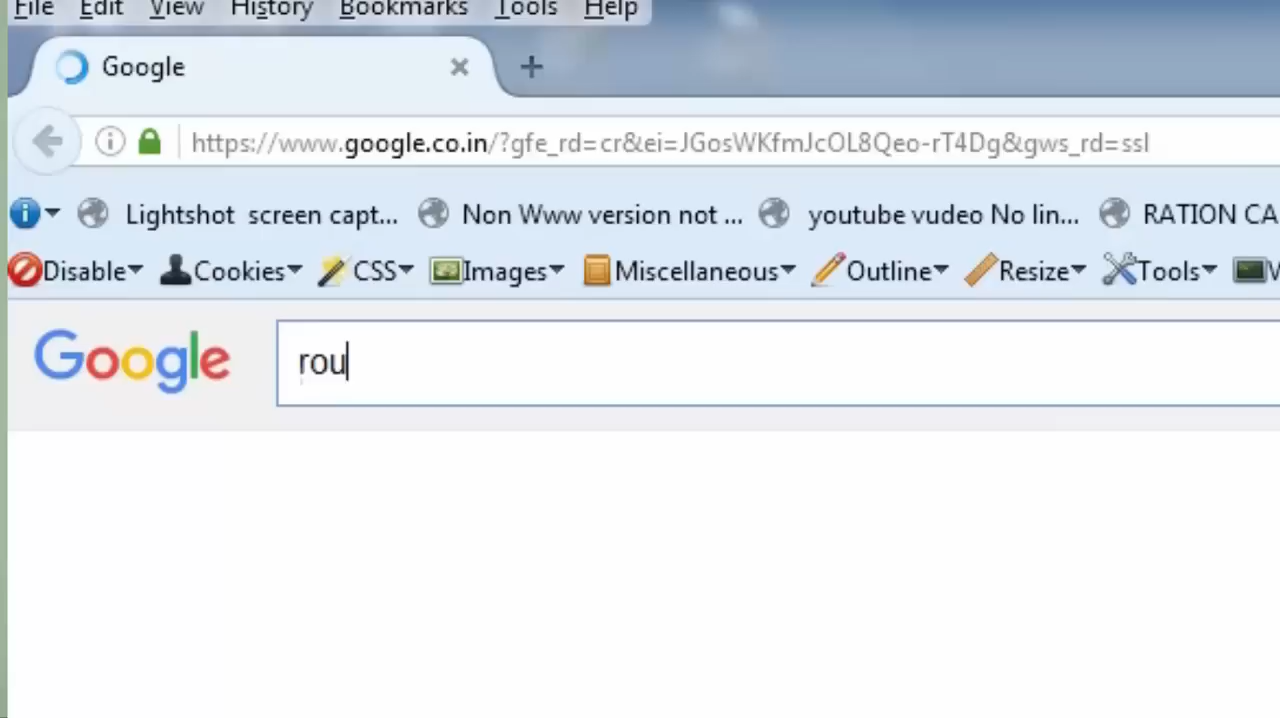 File Edit View History Bookmarks Tools Help
Google
https://www.google.co.in/?gfe_rd=cr&ei=JGosWKfmJcOL8Qeo-rT4Dg&gws_rd=ssl
Lightshot screen capt... Non Www version not ... youtube vudeo No lin... RATION CA
Disable Cookies CSS Images Miscellaneous Outline Resize Tools
Google rou